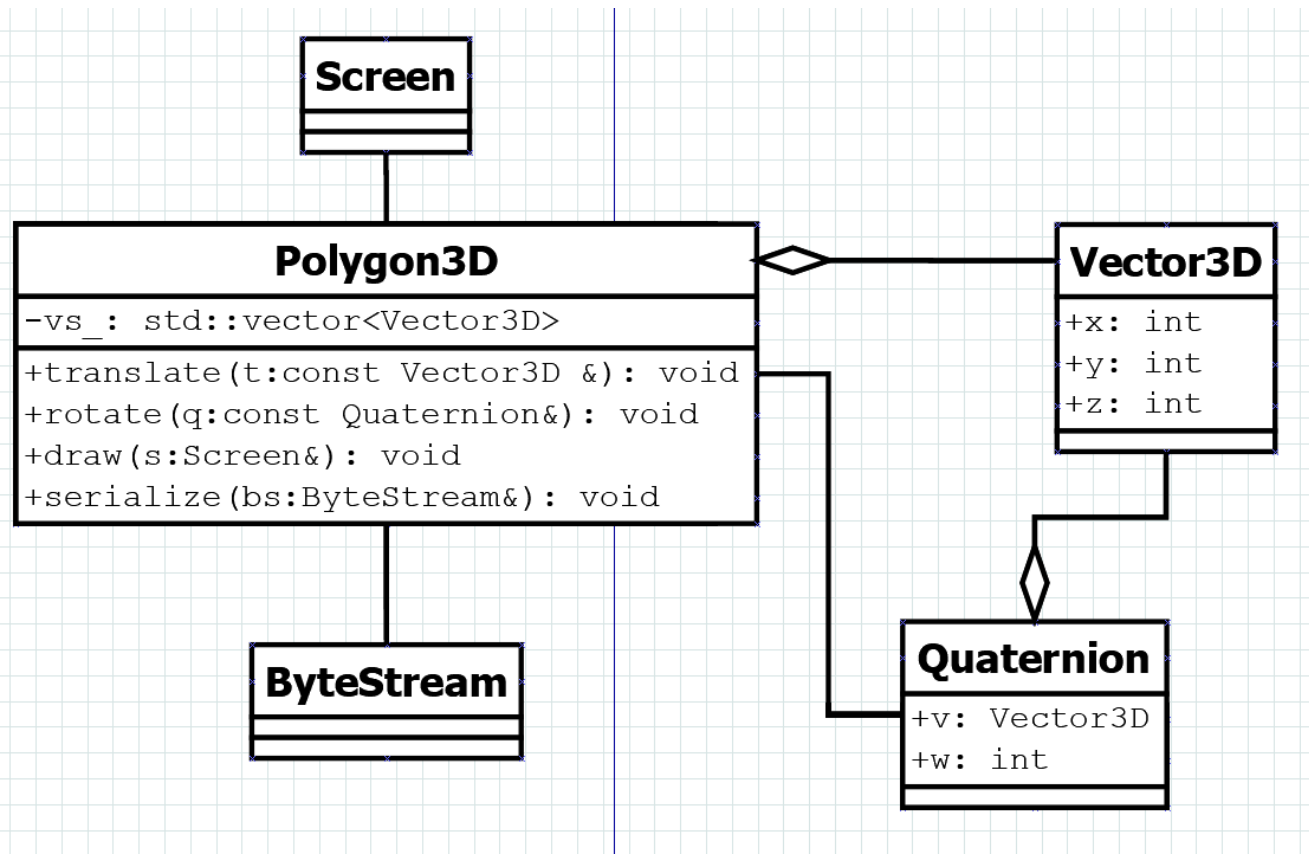 Screen
Polygon3D
-vs_: std::vector<Vector3D>
+translate(t:const Vector3D &): void
+rotate(q:const Quaternion&): void
+draw(s:Screen&): void
+serialize(bs:ByteStream&): void
Vector3D
+x: int
+y: int
+z: int
ByteStream
Quaternion
+v: Vector3D
+w: int